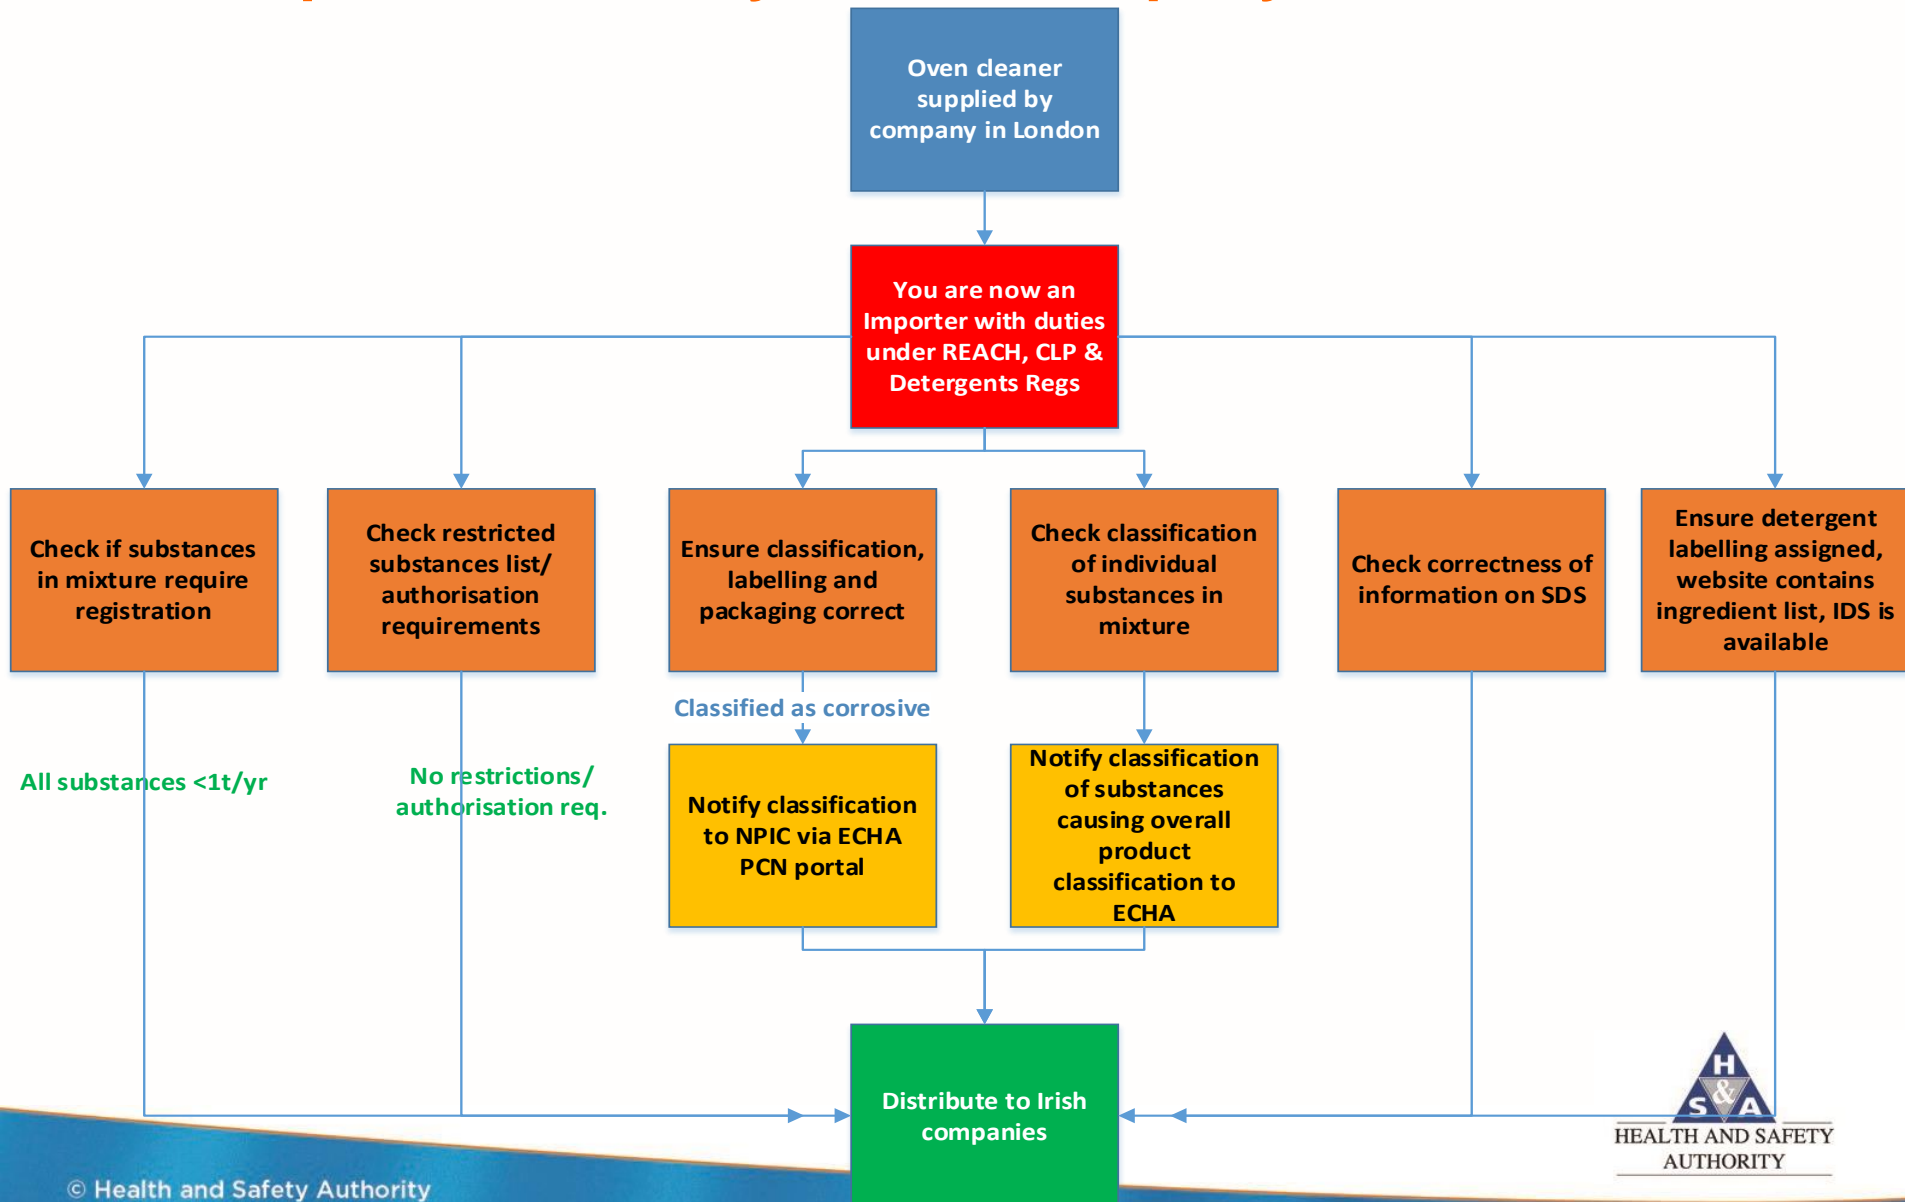 Oven cleaner
supplied by
company in London
You are now an
Importer with duties
under REACH, CLP &
Detergents Regs
Check if substances
in mixture require
registration
Check restricted
substances list/
authorisation
requirements
Ensure classification,
labelling and
packaging correct
Check classification
of individual
substances in
mixture
Check correctness of
information on SDS
Ensure detergent
labelling assigned,
website contains
ingredient list, IDS is
available
Classified as corrosive
All substances <1t/yr
No restrictions/
authorisation req.
Notify classification
to NPIC via ECHA
PCN portal
Notify classification
of substances
causing overall
product
classification to
ECHA
Distribute to Irish
companies
H
S & A
HEALTH AND SAFETY
AUTHORITY
© Health and Safety Authority